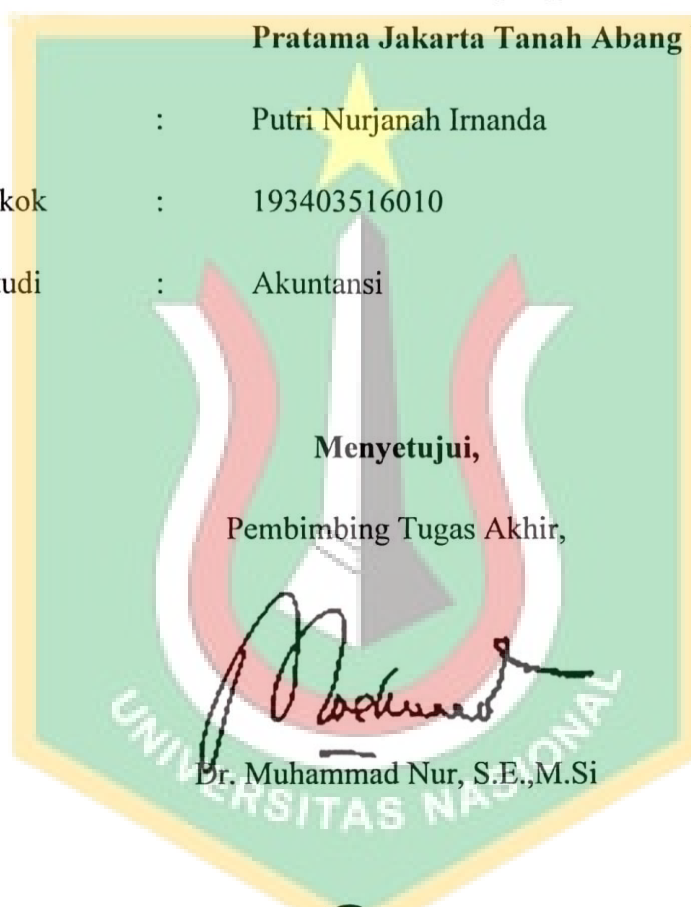 Pratama Jakarta Tanah Abang
: Putri Nurjanah Irnanda
kok : 193403516010
tudi : Akuntansi
Menyetujui,
Pembimbing Tugas Akhir,
Dr. Muhammad Nur, S.E.,M.Si
UNIVERSITAS NASIONAL